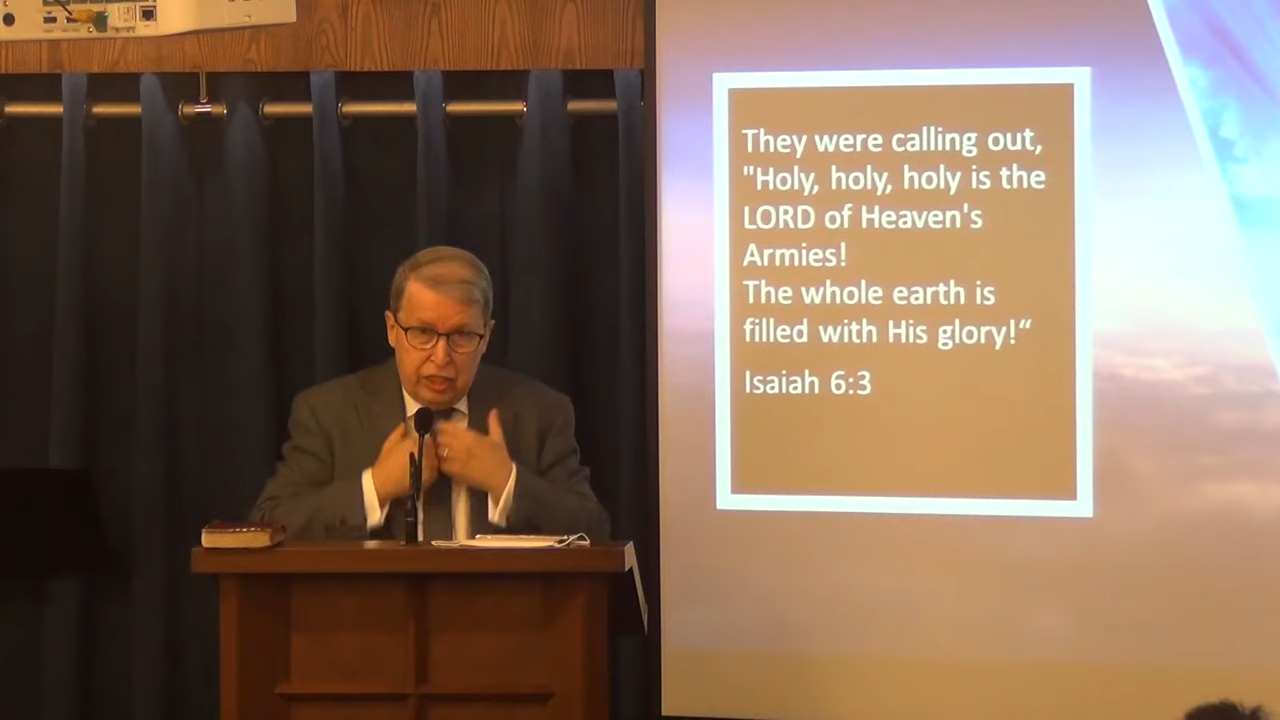 They were calling out,
"Holy, holy, holy is the
LORD of Heaven's
Armies!
The whole earth is
filled with His glory!“
Isaiah 6:3